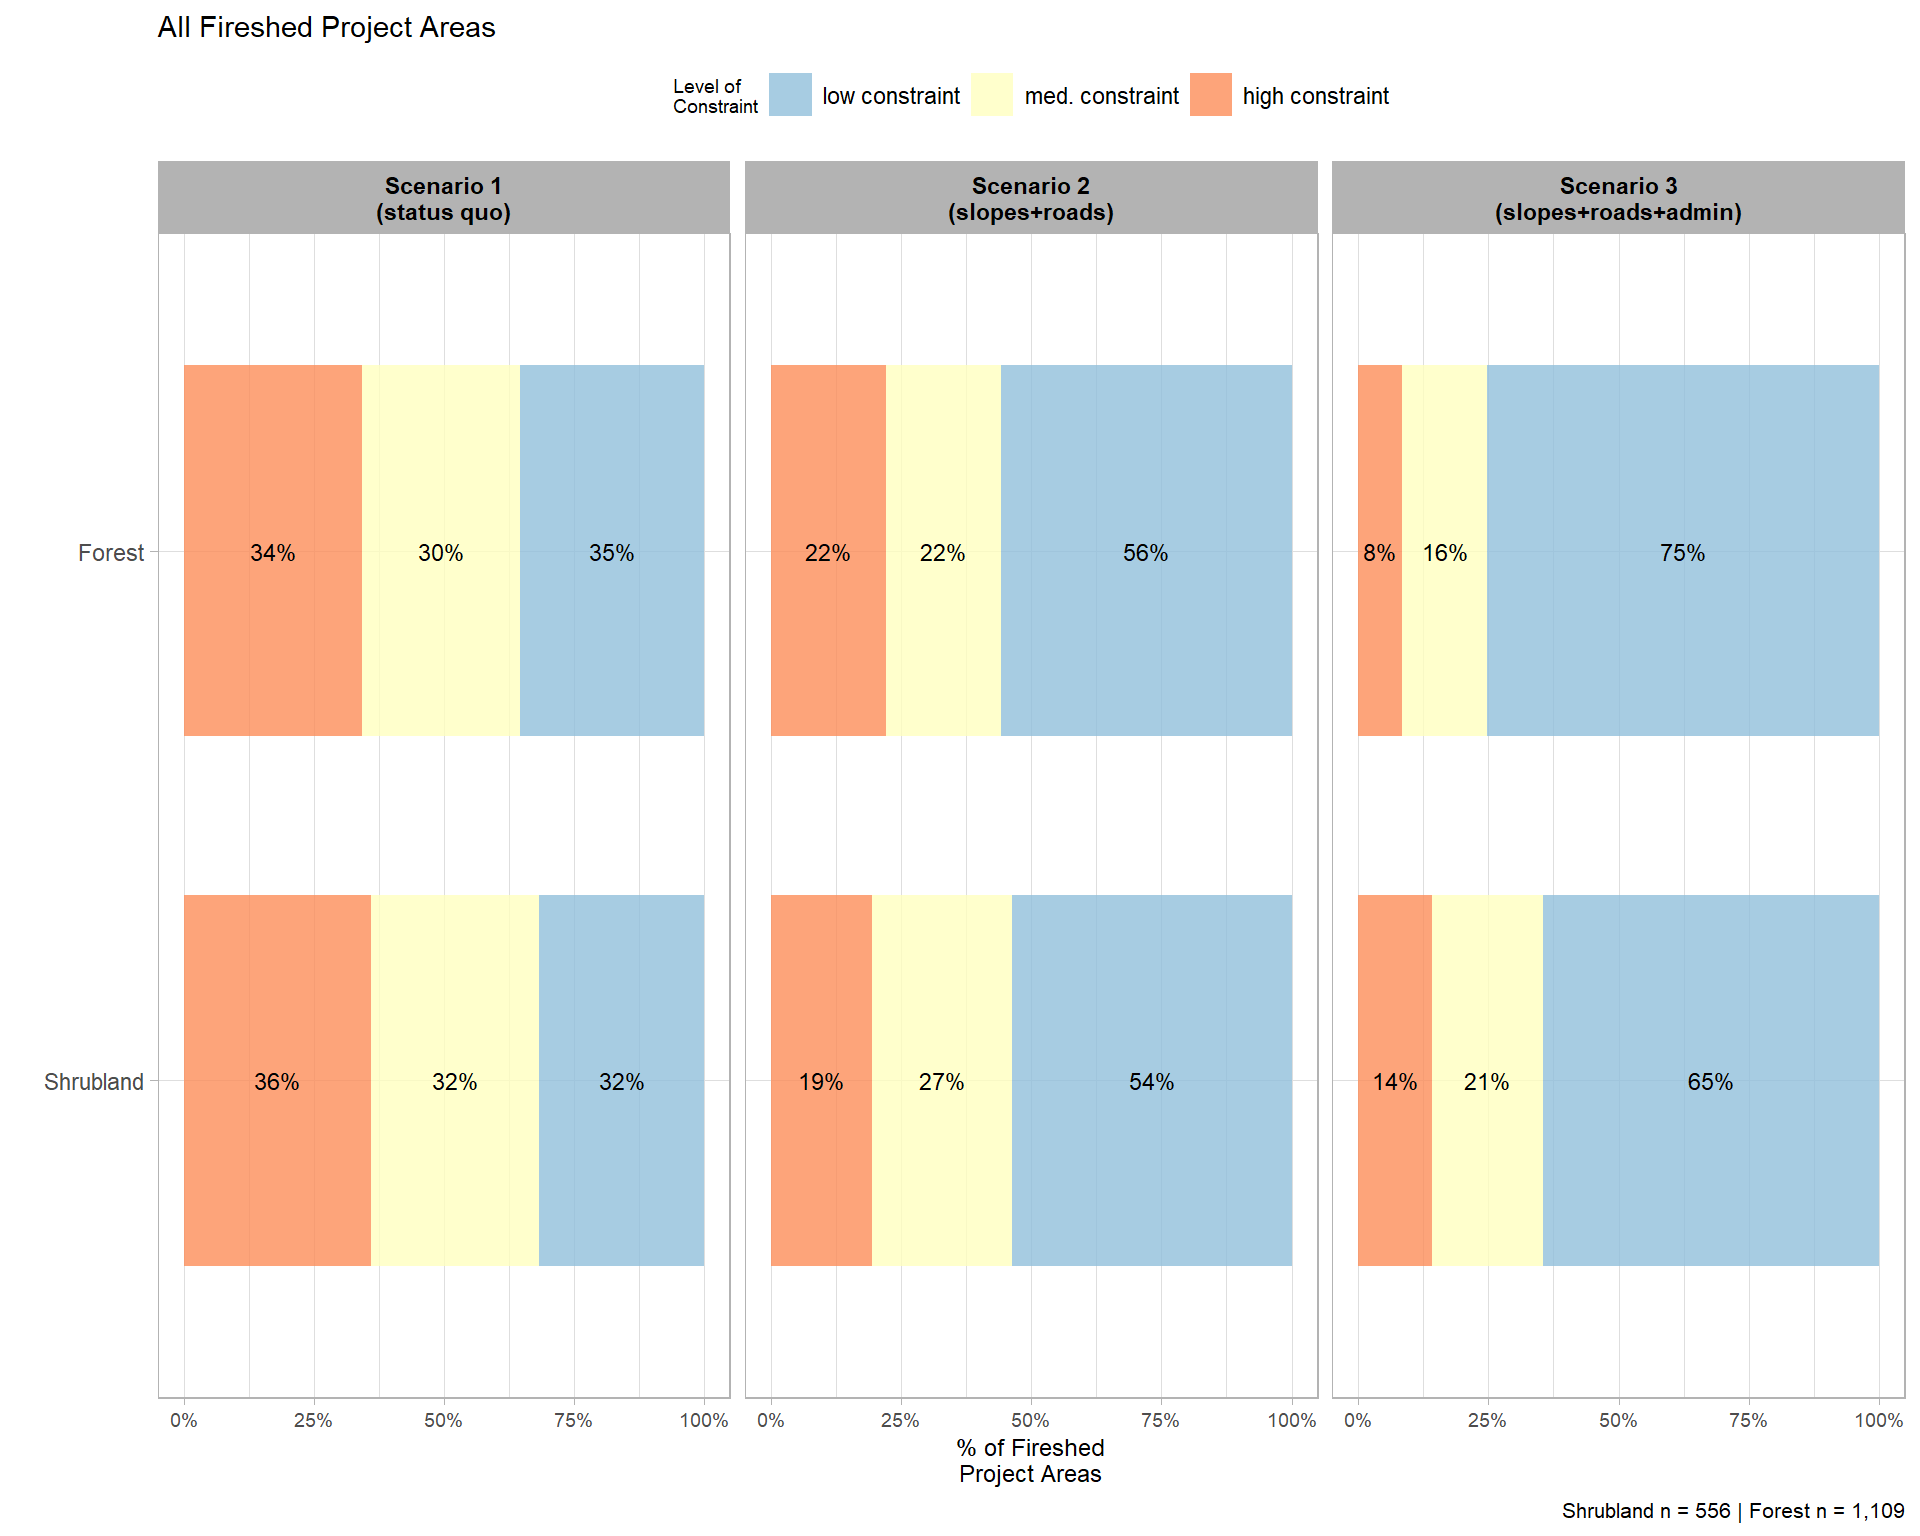 All Fireshed Project Areas
Level of
Constraint
low constraint
med. constraint
high constraint
Scenario 1
(status quo)
Scenario 2
(slopes+roads)
Scenario 3
(slopes+roads+admin)
Forest
34%
30%
35%
22%
22%
56%
8%
16%
75%
Shrubland
36%
32%
32%
19%
27%
54%
14%
21%
65%
0%
25%
50%
75%
100%
0%
25%
50%
75%
100%
0%
25%
50%
75%
100%
% of Fireshed
Project Areas
Shrubland n = 556 | Forest n = 1,109